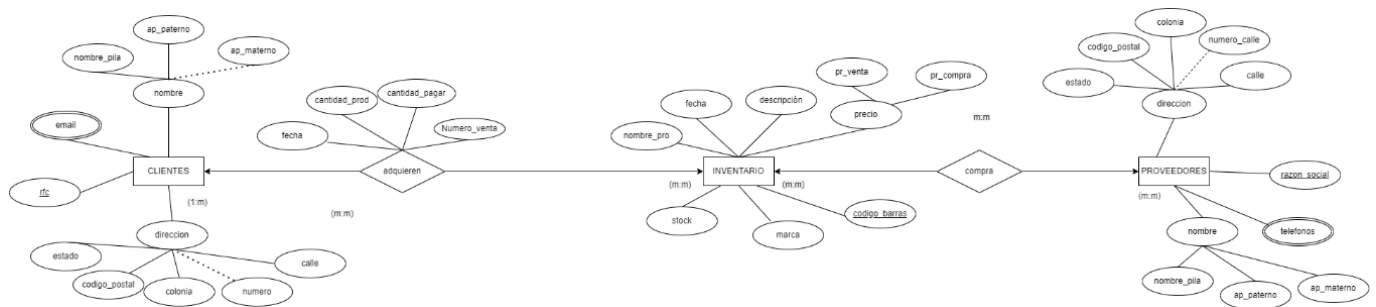 ap_paterno
nombre_pila
ap_materno
nombre
email
CLIENTES
rfc
(1:m)
direccion
estado
codigo_postal
colonia
numero
calle
cantidad_prod
cantidad_pagar
fecha
Numero_venta
adquieren
(m:m)
pr_venta
pr_compra
fecha
descripción
precio
nombre_pro
INVENTARIO
(m:m)
(m:m)
stock
marca
codigo_barras
m:m
compra
colonia
codigo_postal
numero_calle
estado
calle
direccion
PROVEEDORES
razon_social
(m:m)
nombre
telefonos
nombre_pila
ap_paterno
ap_materno